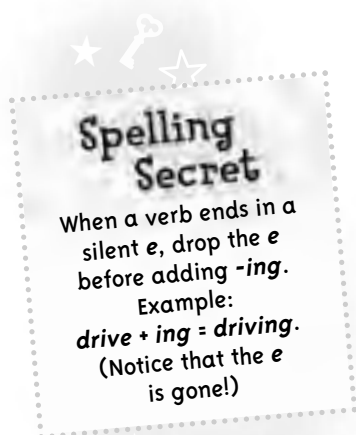 Spelling
Secret
When a verb ends in a
silent e, drop the e
before adding -ing.
Example:
drive + ing = driving.
(Notice that the e
is gone!)